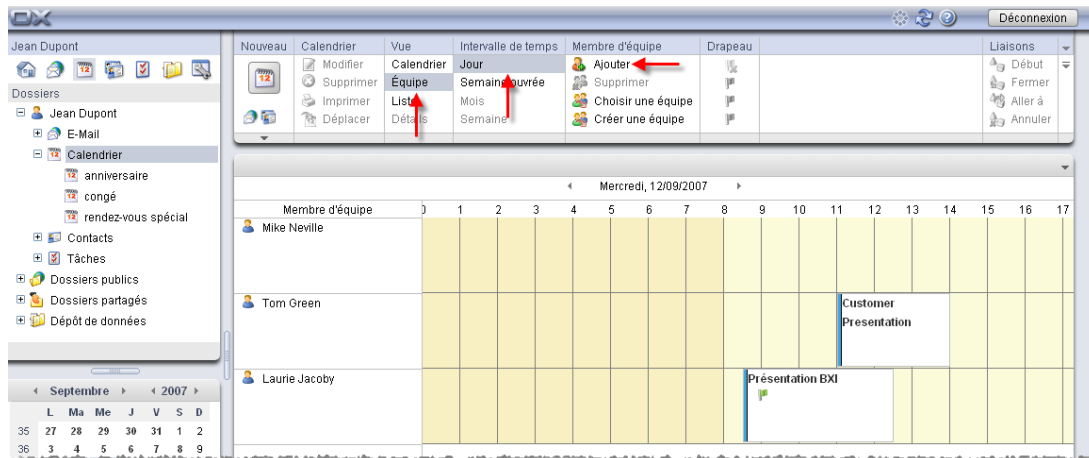 OX
Déconnexion
Jean Dupont
Dossiers
Jean Dupont
E-Mail
Calendrier
anniversaire
congé
rendez-vous spécial
Contacts
Tâches
Dossiers publics
Dossiers partagés
Dépôt de données
Septembre 2007
L Ma Me J V S D
35 27 28 29 30 31 1 2
36 3 4 5 6 7 8 9
Nouveau Calendrier Vue Intervalle de temps Membre d'équipe Drapeau Liaisons
12 Modifier Calendrier Jour Ajouter Début
Supprimer Équipe Semaine ouvrée Supprimer Fermer
Imprimer Liste Mois Choisir une équipe Aller à
Déplacer Détails Semaine Créer une équipe Annuler
Mercredi, 12/09/2007
Membre d'équipe 0 1 2 3 4 5 6 7 8 9 10 11 12 13 14 15 16 17
Mike Neville
Tom Green
Customer
Presentation
Laurie Jacoby
Présentation BXI